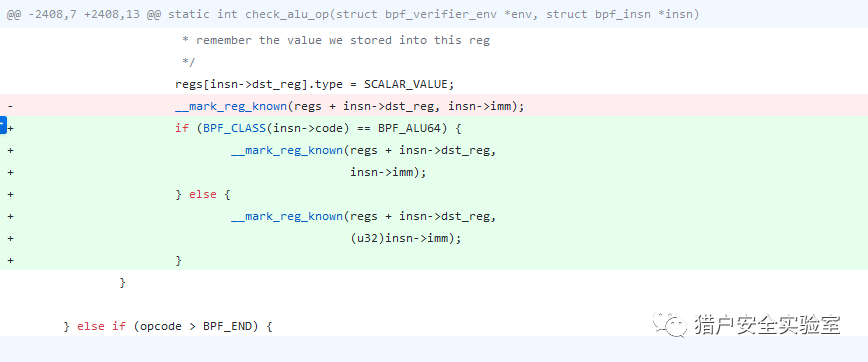 @@ -2408,7 +2408,13 @@ static int check_alu_op(struct bpf_verifier_env *env, struct bpf_insn *insn)
* remember the value we stored into this reg
*/
regs[insn->dst_reg].type = SCALAR_VALUE;
- __mark_reg_known(regs + insn->dst_reg, insn->imm);
+ if (BPF_CLASS(insn->code) == BPF_ALU64) {
+ __mark_reg_known(regs + insn->dst_reg,
+ insn->imm);
+ } else {
+ __mark_reg_known(regs + insn->dst_reg,
+ (u32)insn->imm);
+ }
}
} else if (opcode > BPF_END) {
猎户安全实验室